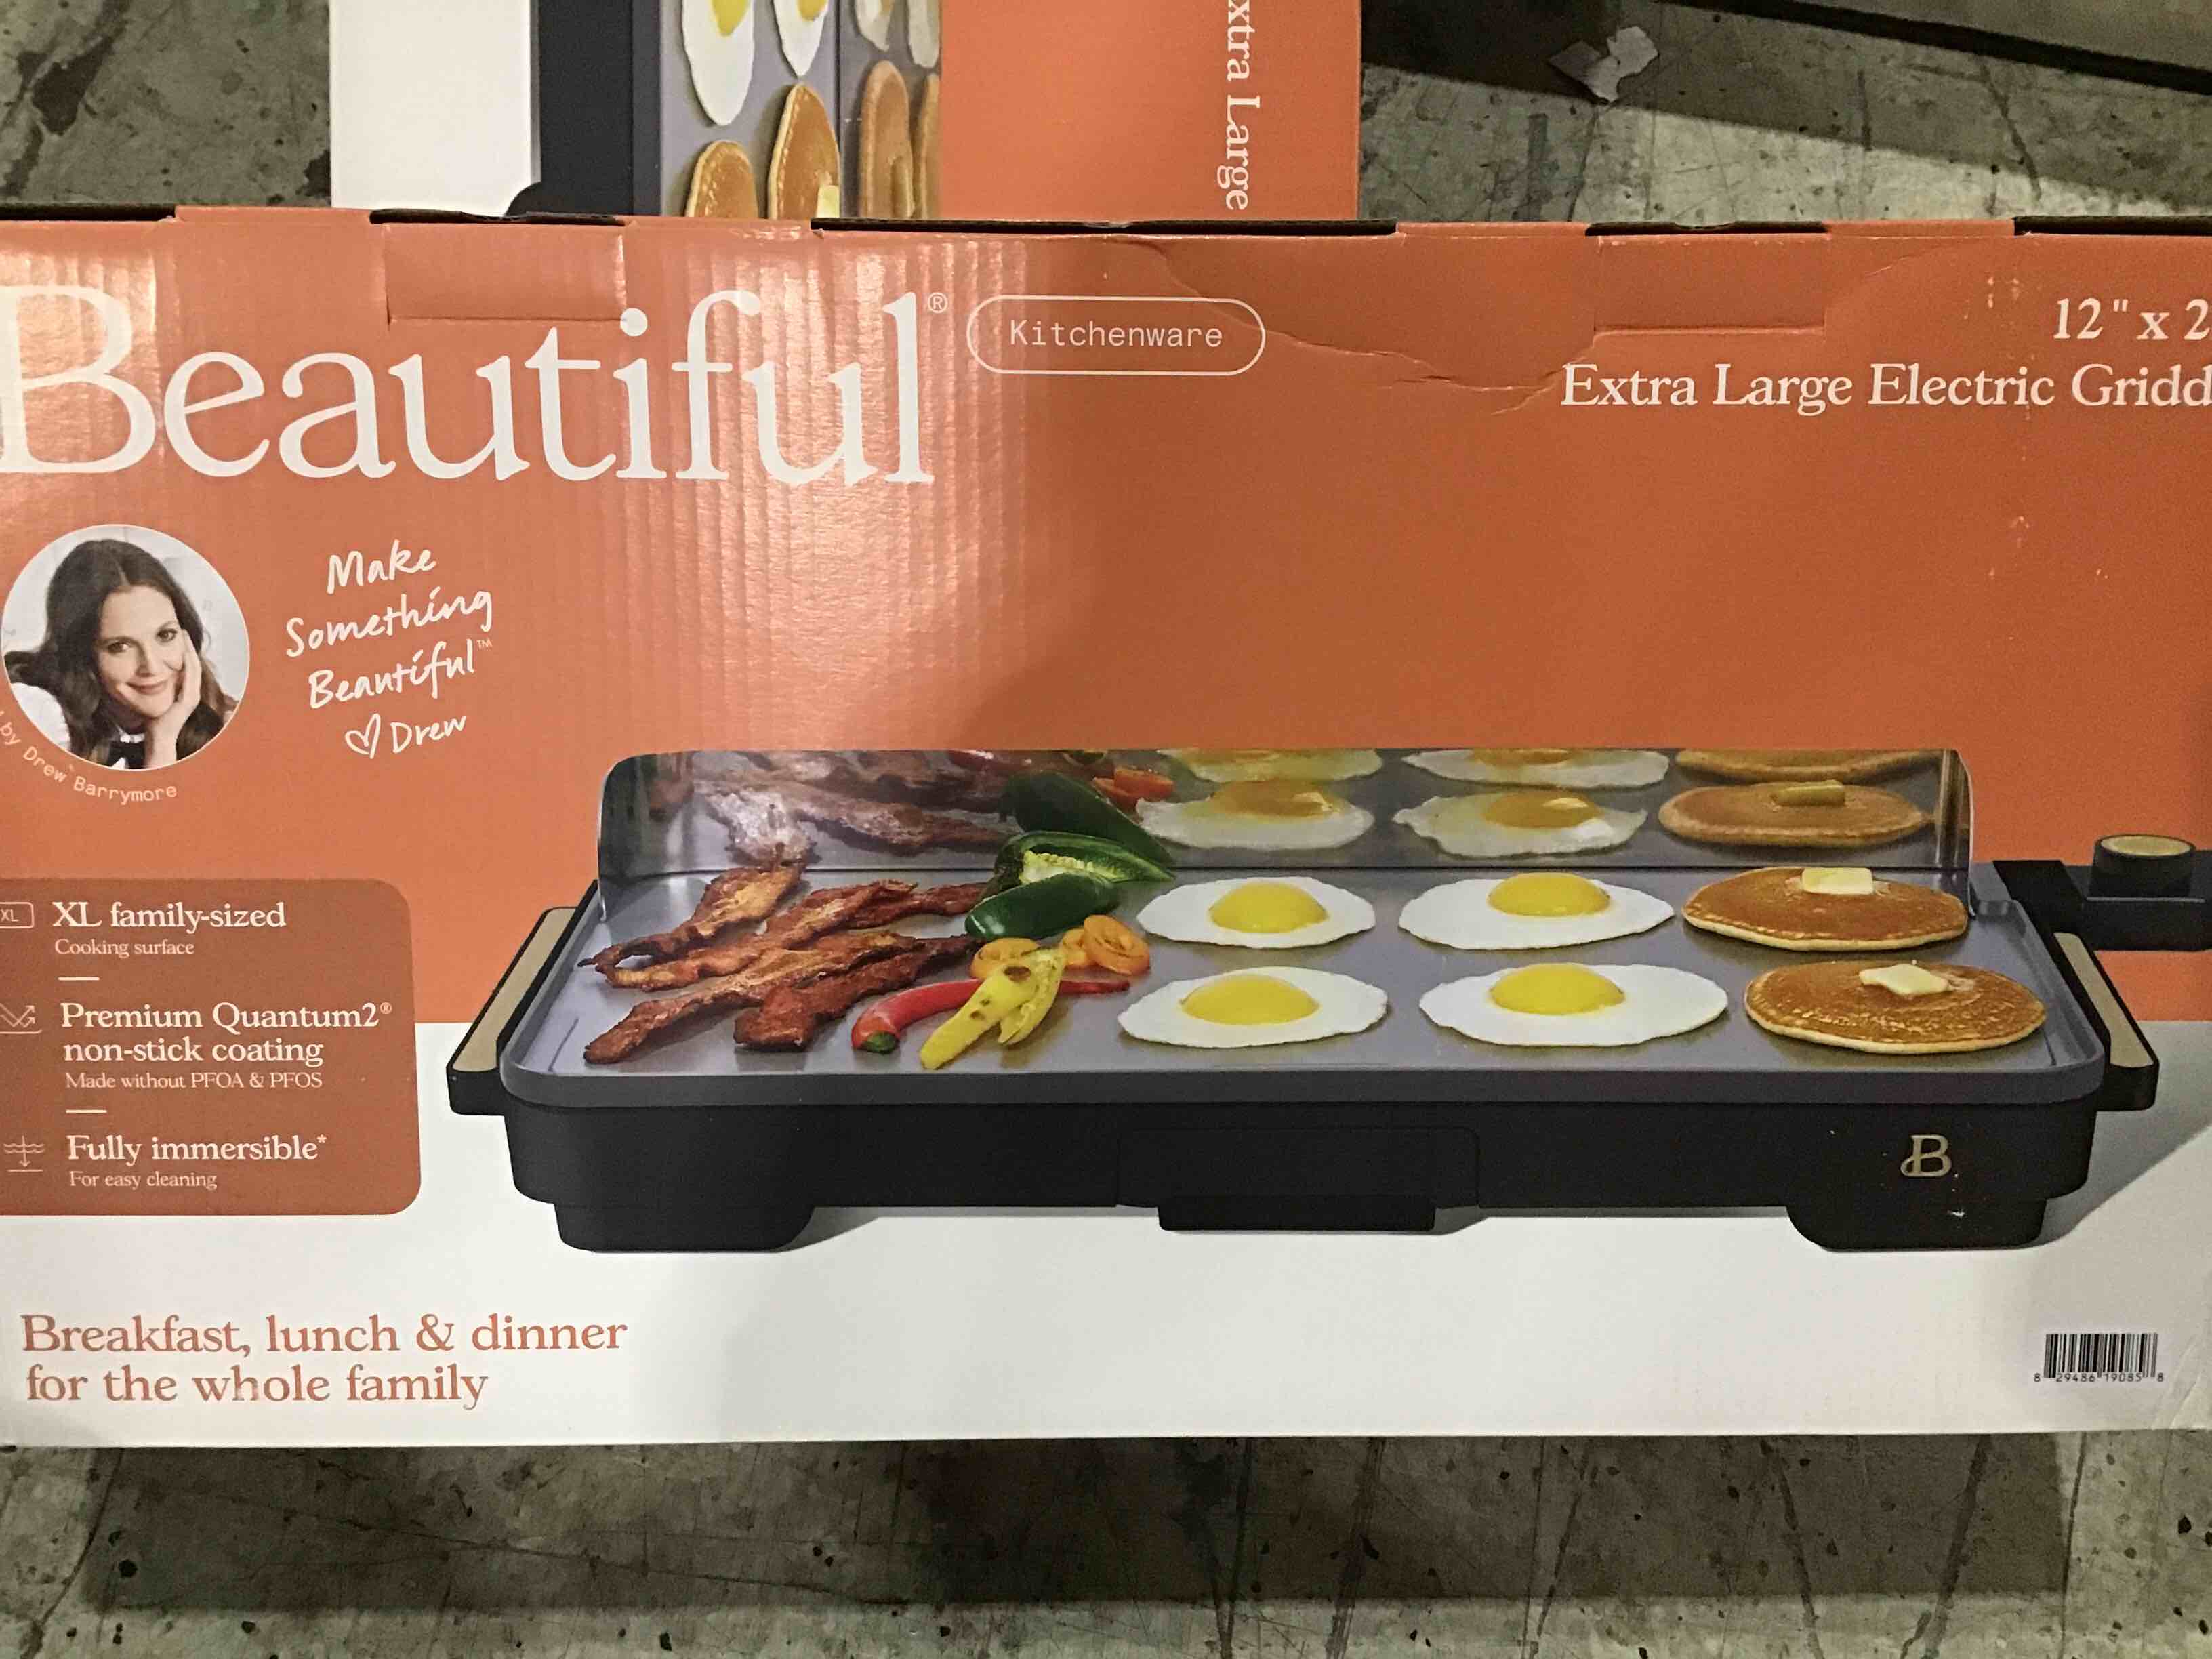 xtra Large
Beautiful®
Kitchenware
12" x 2
Extra Large Electric Gridd
Make
Something
Beautiful™
♡ Drew
by Drew Barrymore
XL
XL family-sized
Cooking surface
Premium Quantum2®
non-stick coating
Made without PFOA & PFOS
Fully immersible*
For easy cleaning
B
Breakfast, lunch & dinner
for the whole family
8 29486 19085 8